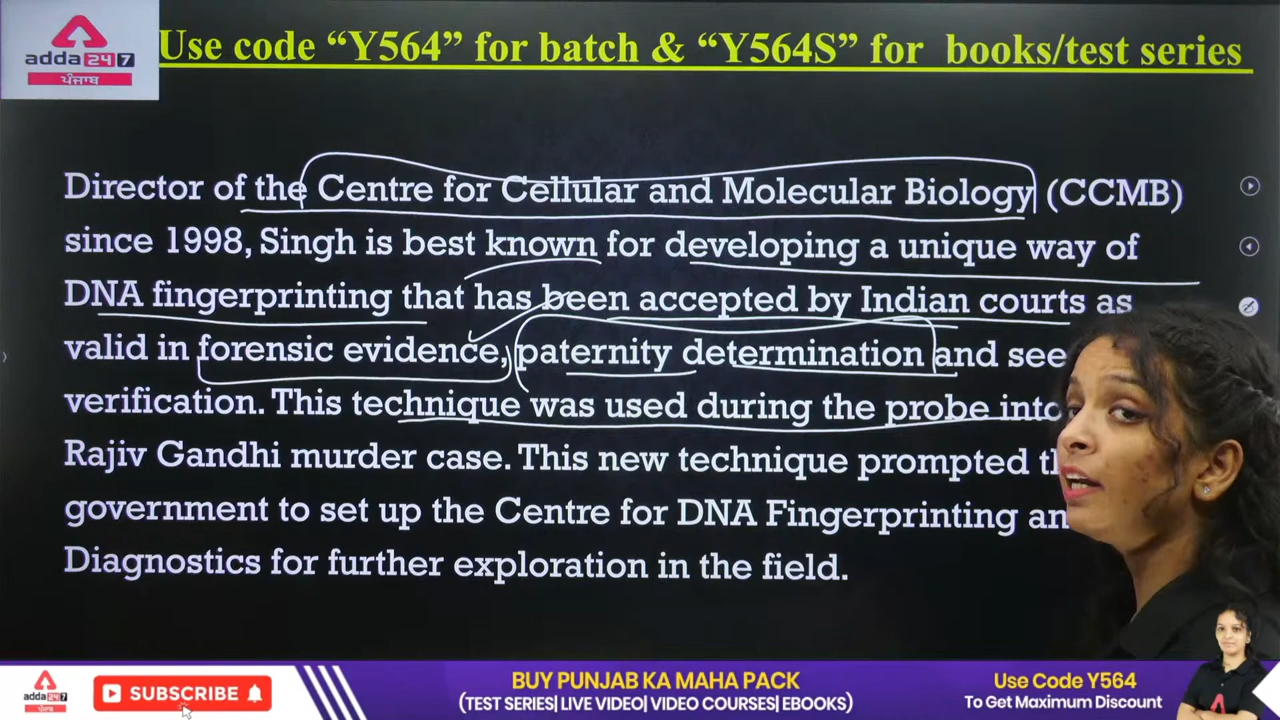 adda 24 7
ਪੰਜਾਬ
Use code “Y564” for batch & “Y564S” for books/test series
Director of the Centre for Cellular and Molecular Biology (CCMB)
since 1998, Singh is best known for developing a unique way of
DNA fingerprinting that has been accepted by Indian courts as
valid in forensic evidence, paternity determination and see
verification. This technique was used during the probe into
Rajiv Gandhi murder case. This new technique prompted
government to set up the Centre for DNA Fingerprinting
Diagnostics for further exploration in the field.
adda 24 7
SUBSCRIBE
BUY PUNJAB KA MAHA PACK
(TEST SERIES| LIVE VIDEO| VIDEO COURSES| EBOOKS)
Use Code Y564
To Get Maximum Discount